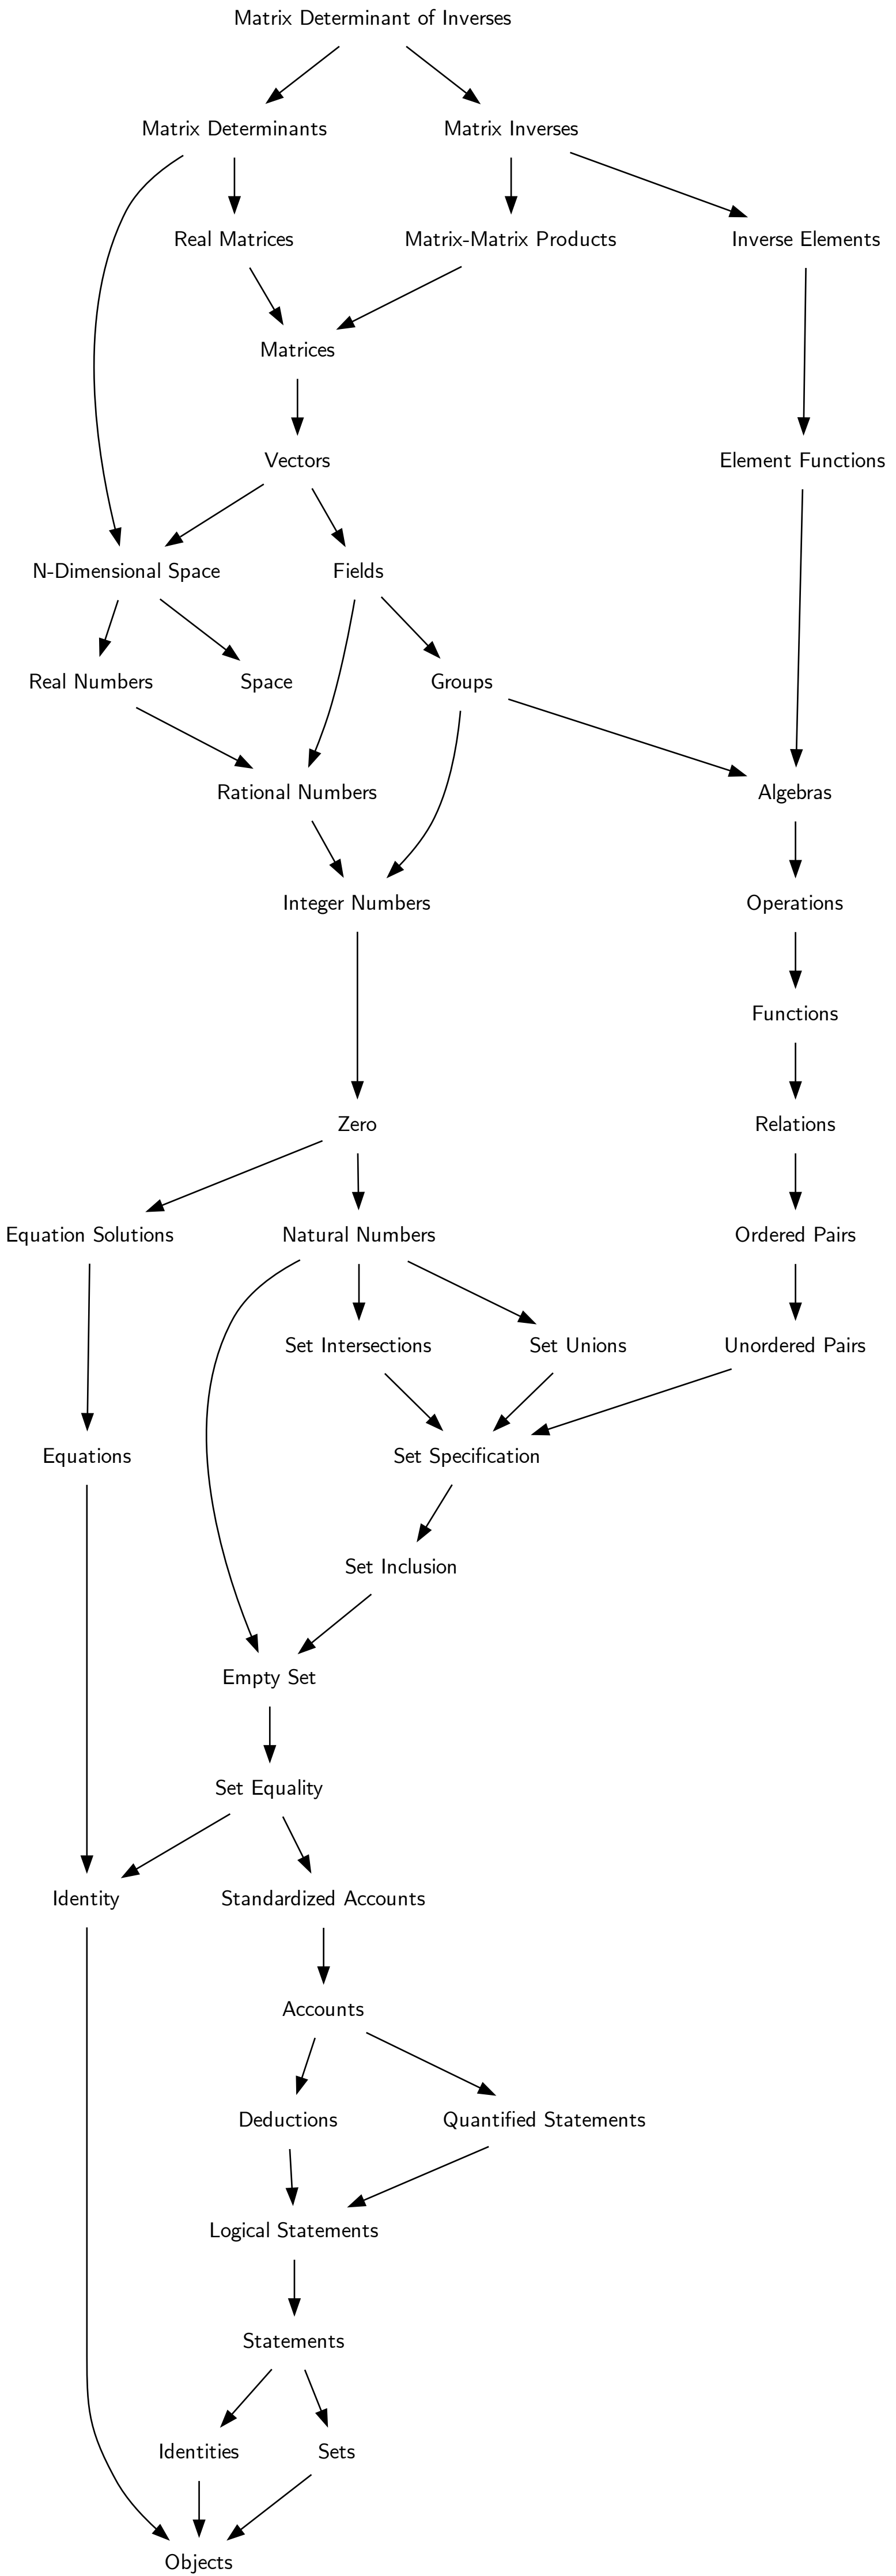 Matrix Determinant of Inverses
Matrix Determinants
Matrix Inverses
Real Matrices
Matrix-Matrix Products
Inverse Elements
Matrices
Vectors
Element Functions
N-Dimensional Space
Fields
Real Numbers
Space
Groups
Rational Numbers
Algebras
Integer Numbers
Operations
Functions
Zero
Relations
Equation Solutions
Natural Numbers
Ordered Pairs
Set Intersections
Set Unions
Unordered Pairs
Equations
Set Specification
Set Inclusion
Empty Set
Set Equality
Identity
Standardized Accounts
Accounts
Deductions
Quantified Statements
Logical Statements
Statements
Identities
Sets
Objects